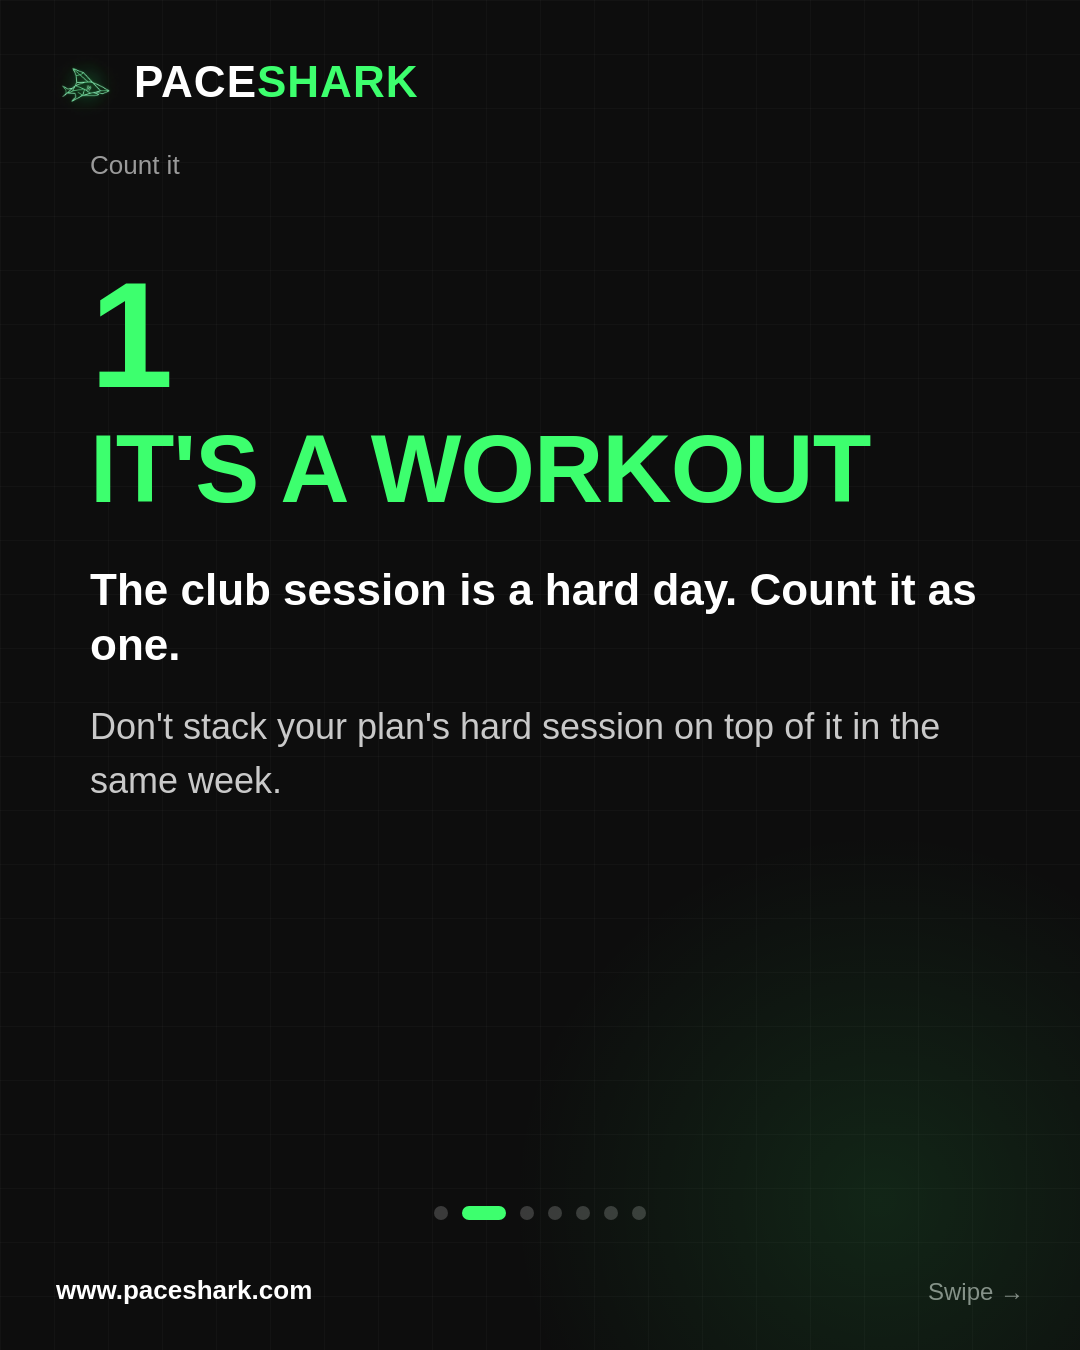 PACESHARK
Count it
1
IT'S A WORKOUT
The club session is a hard day. Count it as
one.
Don't stack your plan's hard session on top of it in the
same week.
www.paceshark.com
Swipe →